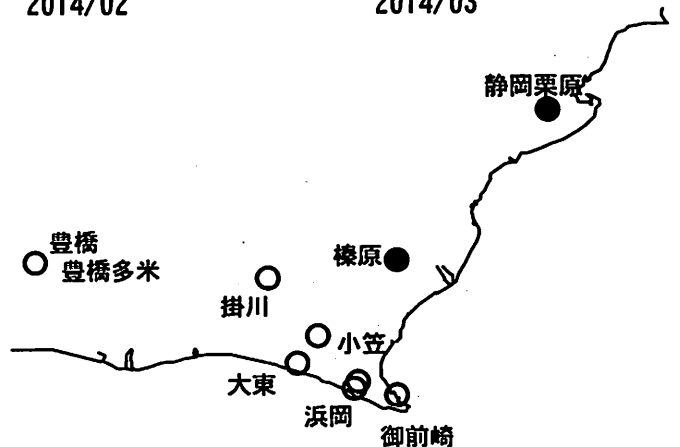 2014/02
2014/03
静岡栗原
豊橋
豊橋多米
榛原
掛川
小笠
大東
浜岡
御前崎